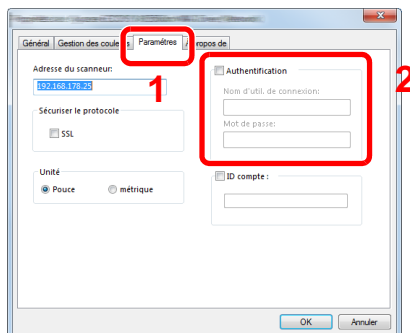 Général Gestion des coule s Paramètres A propos de
Adresse du scanneur:
192.168.178.25
1
Authentification
2
Nom d'util. de connexion:
Mot de passe:
Sécuriser le protocole
SSL
Unité
Pouce métrique
ID compte :
OK Annuler